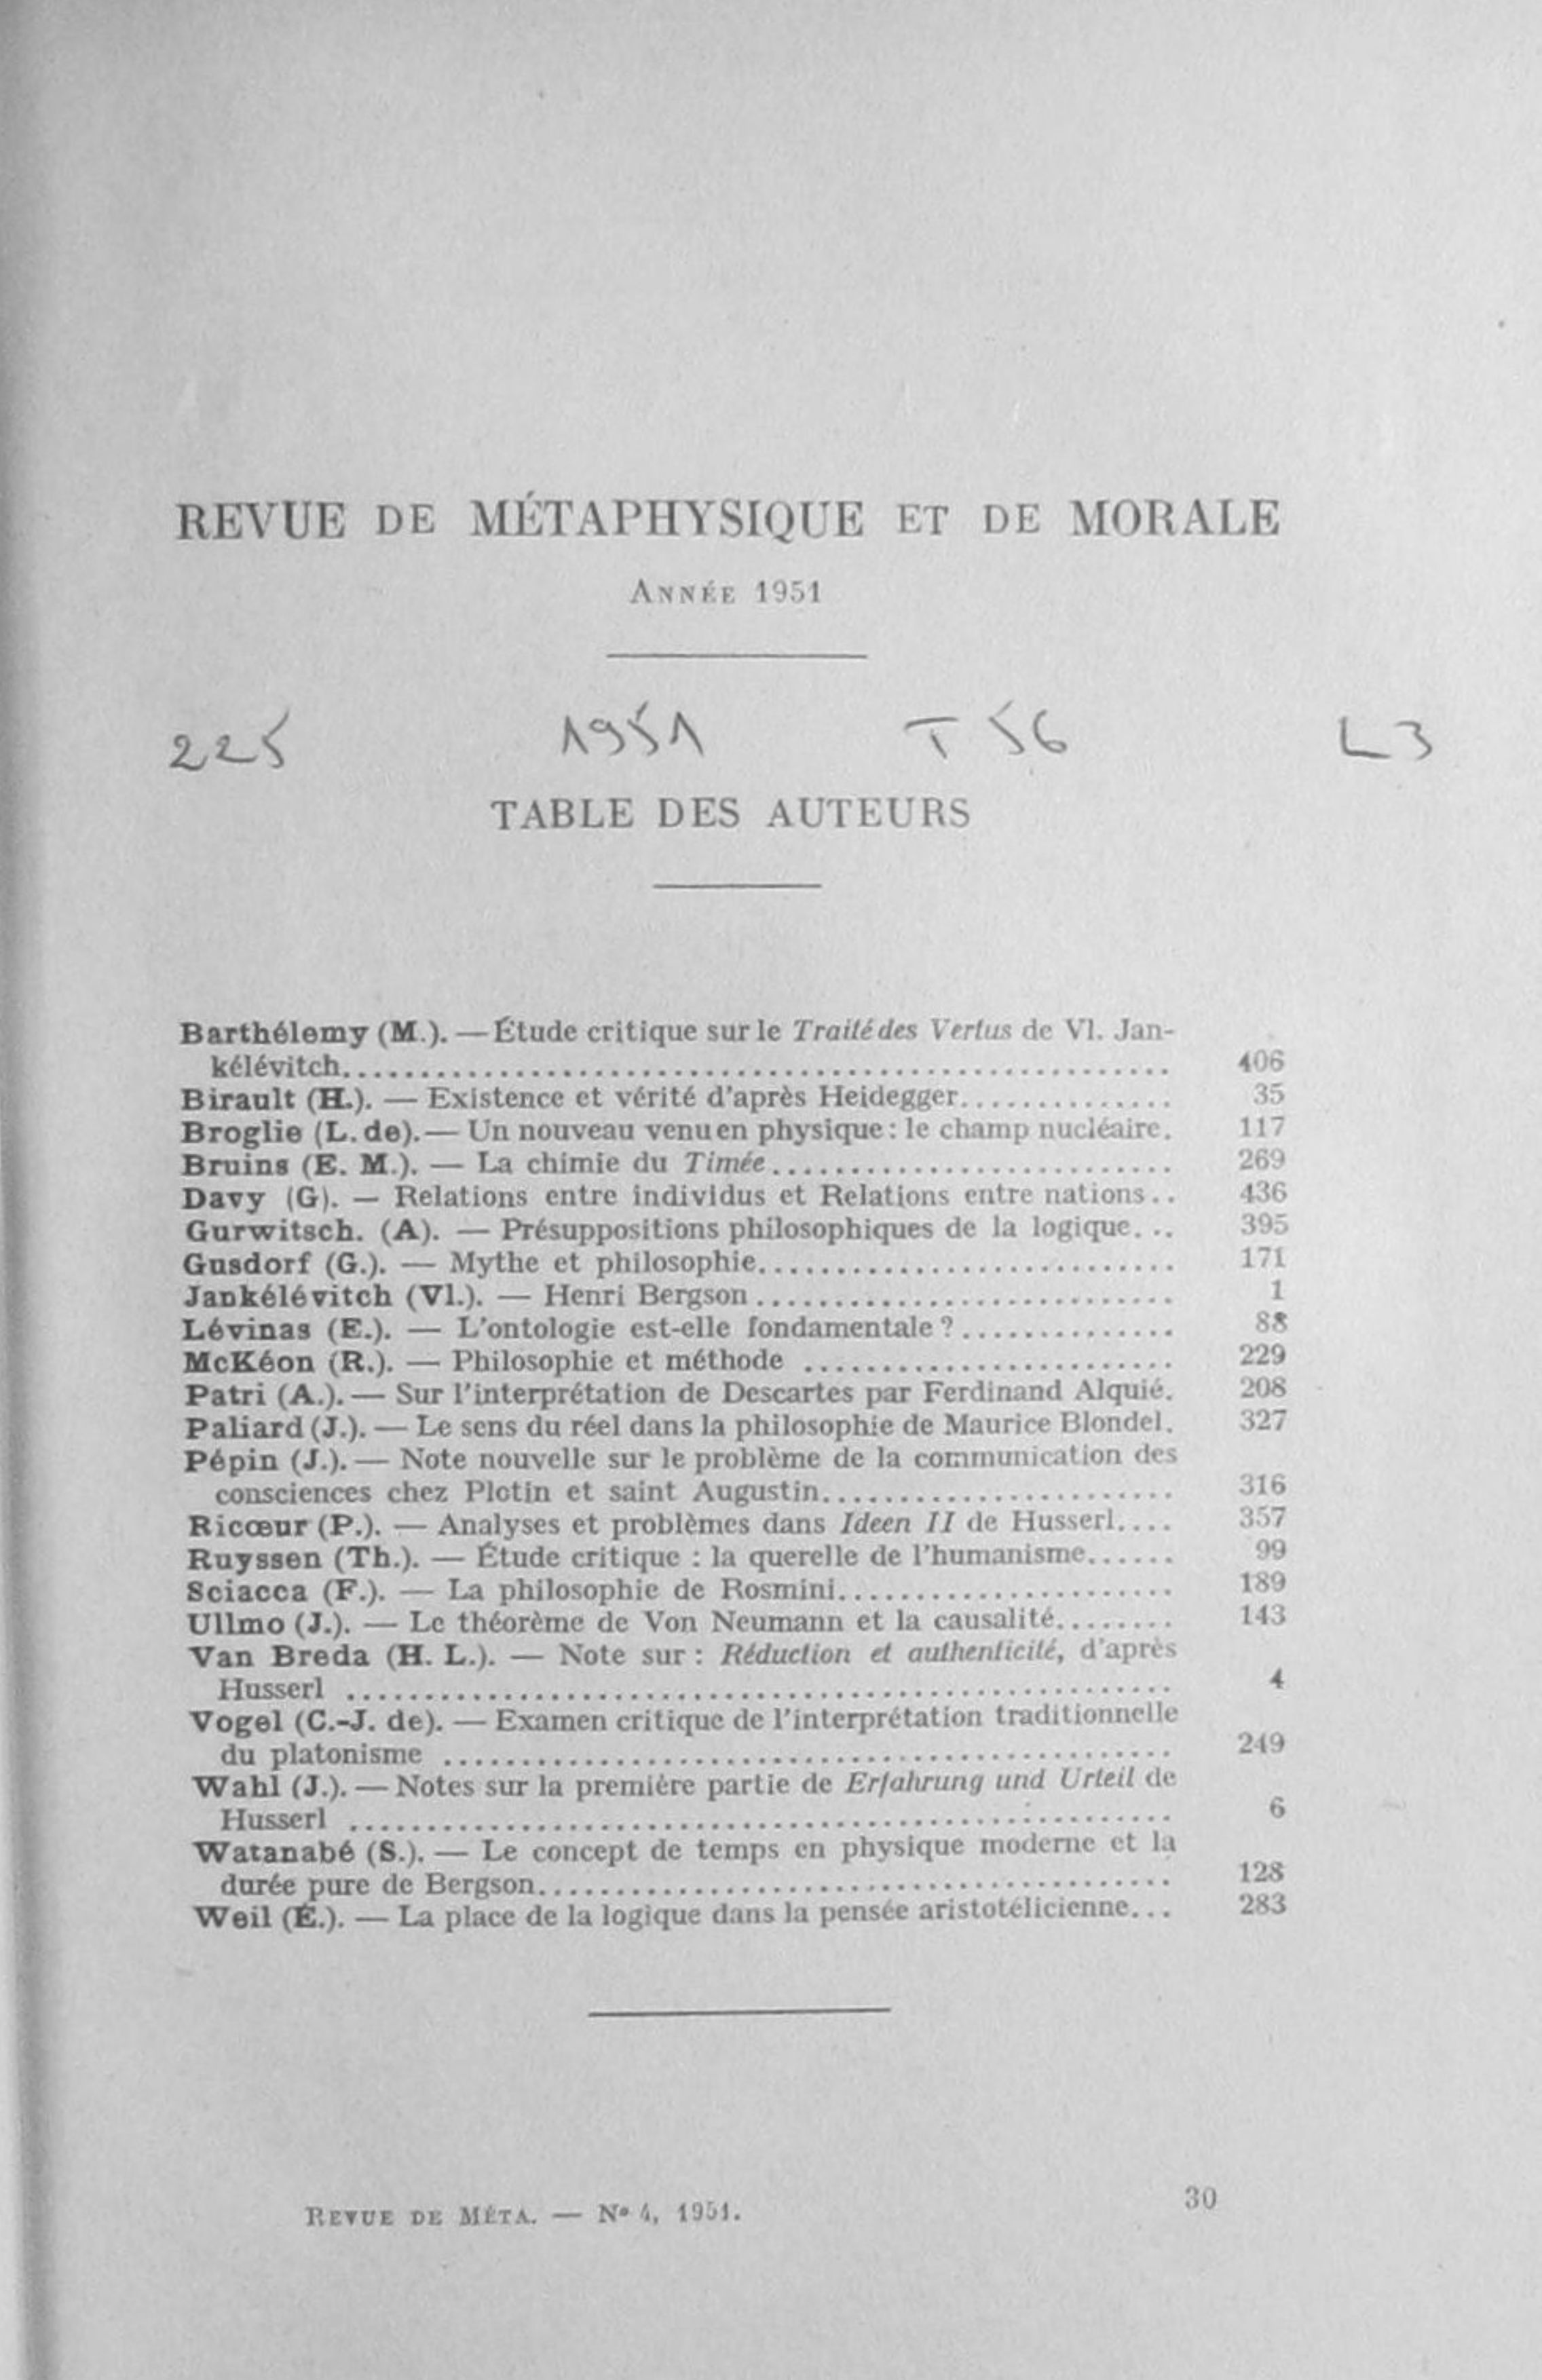 REVUE DE MÉTAPHYSIQUE ET DE MORALE
ANNÉE 1951
225 1951 T 56 L3
TABLE DES AUTEURS
Barthélemy (M.). — Étude critique sur le Traité des Vertus de Vl. Jan-
kélévitch. 406
Birault (H.). — Existence et vérité d'après Heidegger. 35
Broglie (L. de). — Un nouveau venu en physique : le champ nucléaire. 117
Bruins (E. M.). — La chimie du Timée. 269
Davy (G). — Relations entre individus et Relations entre nations. 436
Gurwitsch. (A). — Présuppositions philosophiques de la logique. 395
Gusdorf (G.). — Mythe et philosophie. 171
Jankélévitch (Vl.). — Henri Bergson 1
Lévinas (E.). — L'ontologie est-elle fondamentale ? 88
McKéon (R.). — Philosophie et méthode 229
Patri (A.). — Sur l'interprétation de Descartes par Ferdinand Alquié. 208
Paliard (J.). — Le sens du réel dans la philosophie de Maurice Blondel. 327
Pépin (J.). — Note nouvelle sur le problème de la communication des
consciences chez Plotin et saint Augustin. 316
Ricœur (P.). — Analyses et problèmes dans Ideen II de Husserl. 357
Ruyssen (Th.). — Étude critique : la querelle de l'humanisme. 99
Sciacca (F.). — La philosophie de Rosmini. 189
Ullmo (J.). — Le théorème de Von Neumann et la causalité. 143
Van Breda (H. L.). — Note sur : Réduction et authenticité, d'après
Husserl 4
Vogel (C.-J. de). — Examen critique de l'interprétation traditionnelle
du platonisme 249
Wahl (J.). — Notes sur la première partie de Erfahrung und Urteil de
Husserl 6
Watanabé (S.). — Le concept de temps en physique moderne et la
durée pure de Bergson. 128
Weil (É.). — La place de la logique dans la pensée aristotélicienne. 283
REVUE DE MÉTA. — N° 4, 1951. 30